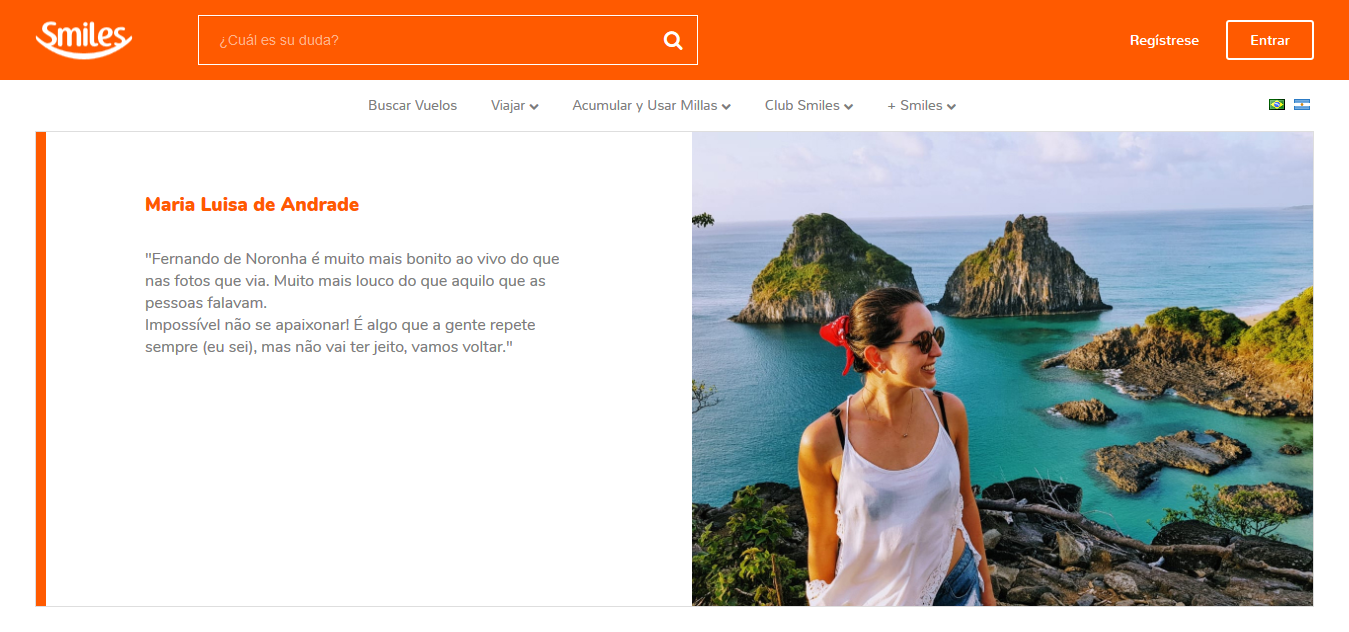 Smiles
¿Cuál es su duda?
Regístrese
Entrar
Buscar Vuelos
Viajar
Acumular y Usar Millas
Club Smiles
+ Smiles
Maria Luisa de Andrade
"Fernando de Noronha é muito mais bonito ao vivo do que
nas fotos que via. Muito mais louco do que aquilo que as
pessoas falavam.
Impossível não se apaixonar! É algo que a gente repete
sempre (eu sei), mas não vai ter jeito, vamos voltar."